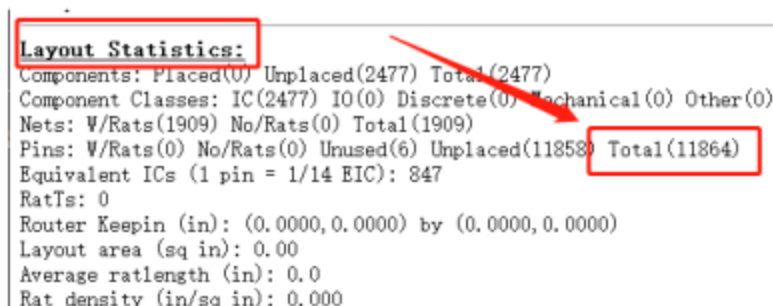 Layout Statistics:
Components: Placed(0) Unplaced(2477) Total(2477)
Component Classes: IC(2477) IO(0) Discrete(0) Mechanical(0) Other(0)
Nets: W/Rats(1909) No/Rats(0) Total(1909)
Pins: W/Rats(0) No/Rats(0) Unused(6) Unplaced(11858) Total(11864)
Equivalent ICs (1 pin = 1/14 EIC): 847
RatTs: 0
Router Keepin (in): (0.0000,0.0000) by (0.0000,0.0000)
Layout area (sq in): 0.00
Average ratlength (in): 0.0
Rat density (in/sq in): 0.000